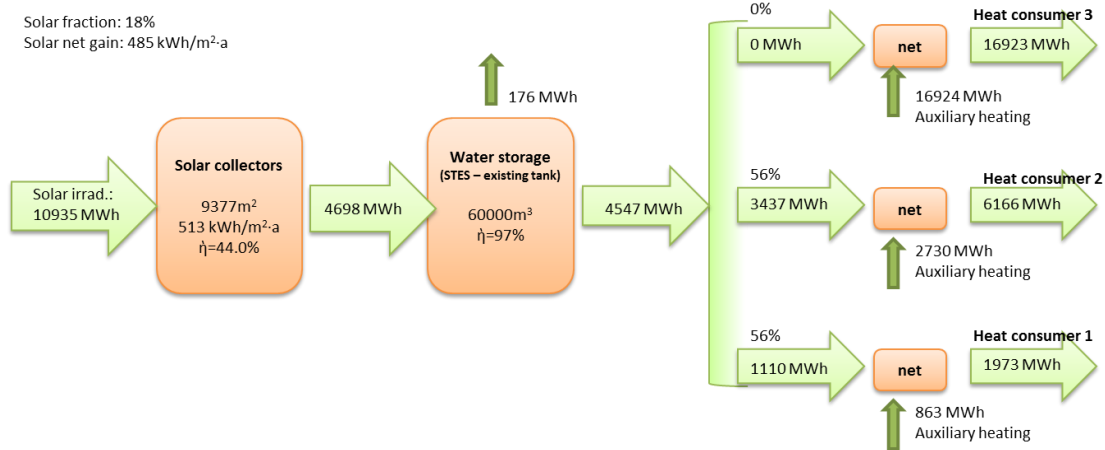 Solar fraction: 18%
Solar net gain: 485 kWh/m²·a
Solar irrad.:
10935 MWh
Solar collectors
9377m²
513 kWh/m²·a
ὴ=44.0%
4698 MWh
176 MWh
Water storage
(STES – existing tank)
60000m³
ὴ=97%
4547 MWh
0%
0 MWh
net
Heat consumer 3
16923 MWh
16924 MWh
Auxiliary heating
56%
3437 MWh
net
Heat consumer 2
6166 MWh
2730 MWh
Auxiliary heating
56%
1110 MWh
net
Heat consumer 1
1973 MWh
863 MWh
Auxiliary heating